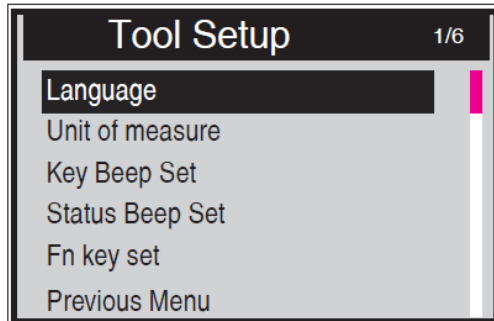 Tool Setup 1/6
Language
Unit of measure
Key Beep Set
Status Beep Set
Fn key set
Previous Menu